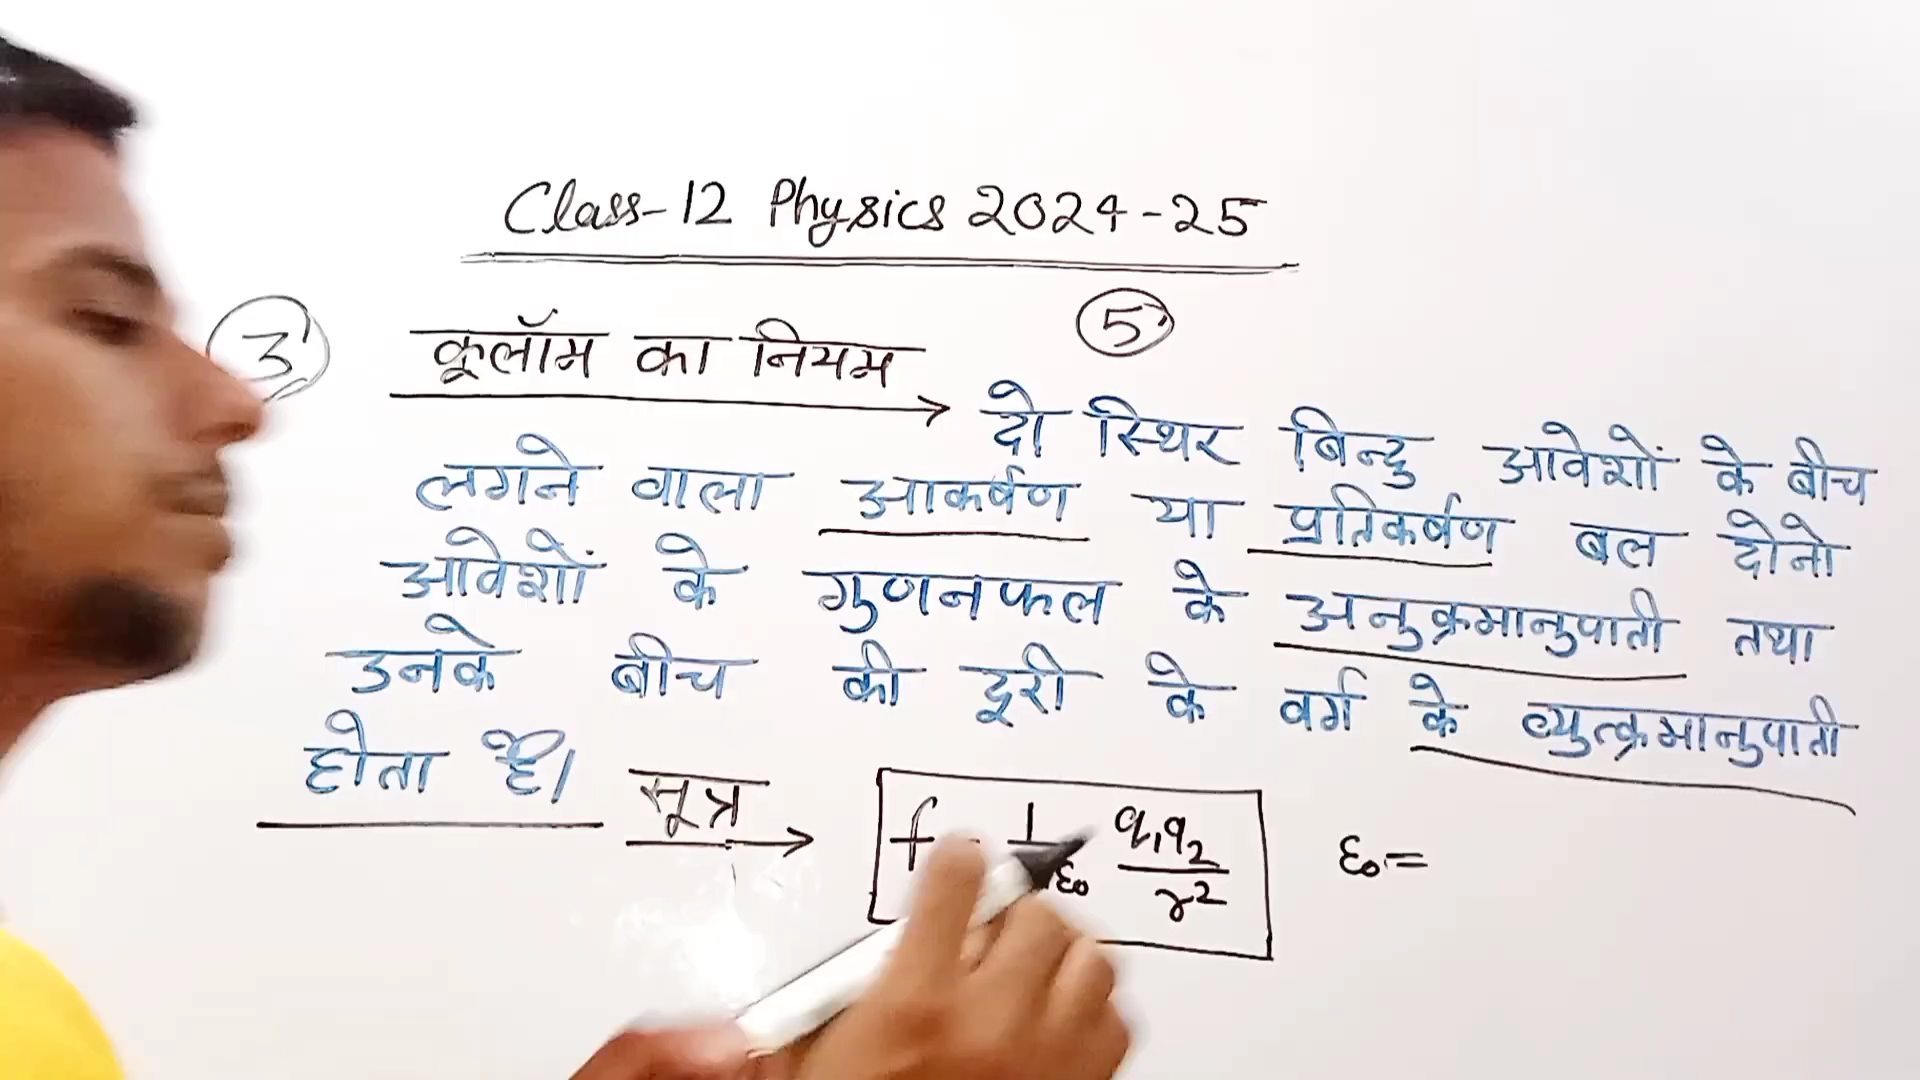 Class-12 Physics 2024-25
3 कूलॉम का नियम → 5
दो स्थिर बिन्दु आवेशों के बीच
लगने वाला आकर्षण या प्रतिकर्षण बल दोनो
आवेशों के गुणनफल के अनुक्रमानुपाती तथा
उनके बीच की दूरी के वर्ग के व्युत्क्रमानुपाती
होता है। सूत्र → f 1 ε₀ q₁q₂ r² ε₀=